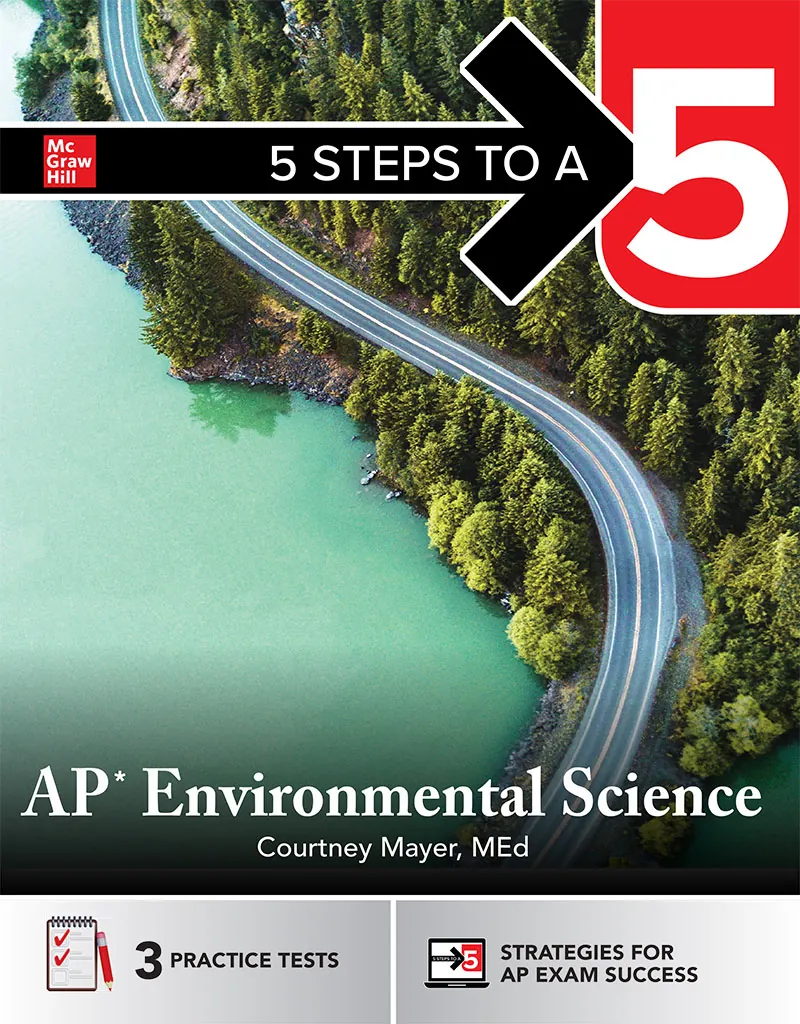 Mc
Graw
Hill
5 STEPS TO A
5
AP* Environmental Science
Courtney Mayer, MEd
3 PRACTICE TESTS
5 STEPS TO A
5
STRATEGIES FOR
AP EXAM SUCCESS